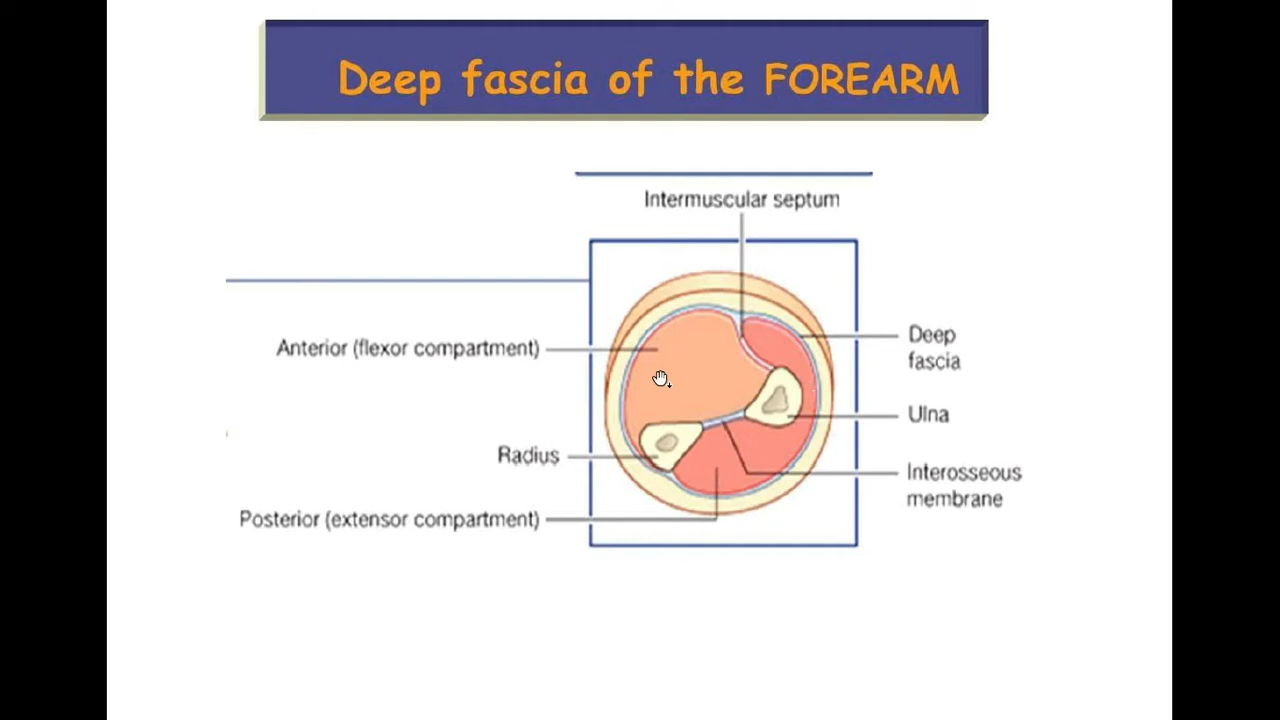 Deep fascia of the FOREARM
Intermuscular septum
Anterior (flexor compartment)
Deep
fascia
Ulna
Radius
Interosseous
membrane
Posterior (extensor compartment)